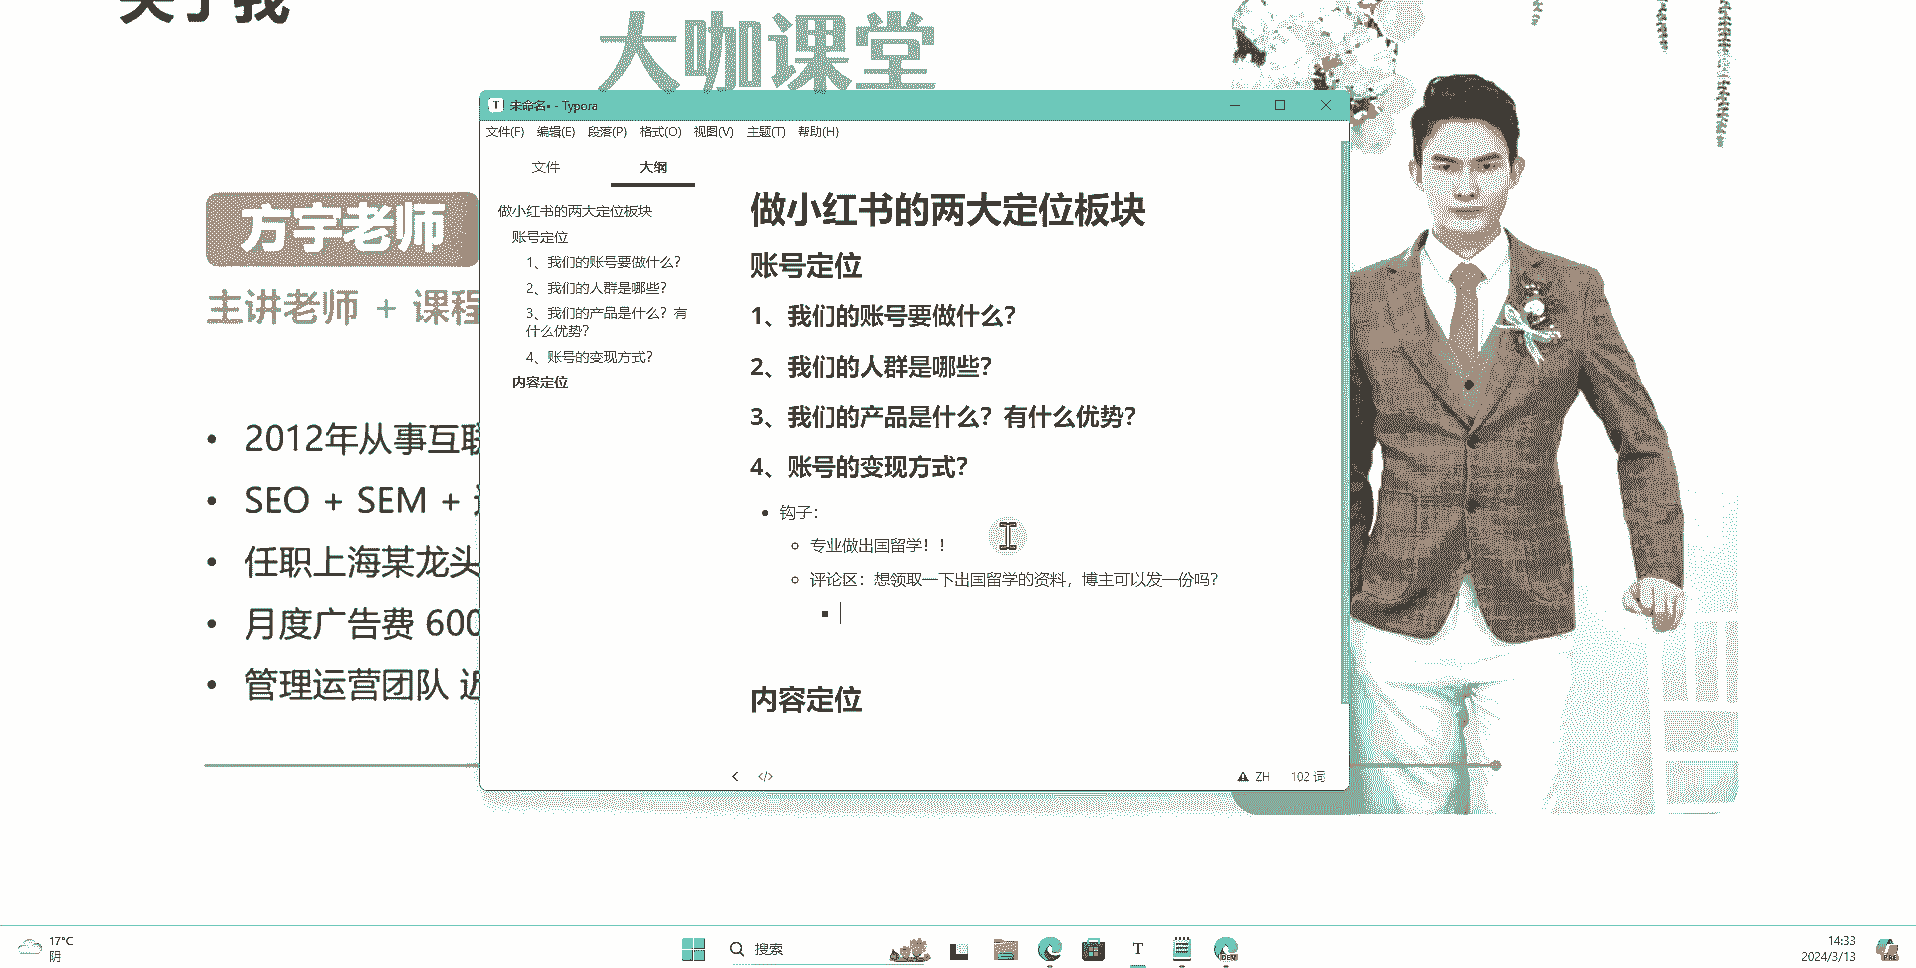 关于我
大咖课堂
方宇老师
主讲老师 + 课程
• 2012年从事互联
• SEO + SEM +
• 任职上海某龙头
• 月度广告费 600
• 管理运营团队 近
未命名• - Typora
文件(F) 编辑(E) 段落(P) 格式(O) 视图(V) 主题(T) 帮助(H)
文件 大纲
做小红书的两大定位板块
账号定位
1、我们的账号要做什么？
2、我们的人群是哪些？
3、我们的产品是什么？有
什么优势？
4、账号的变现方式？
内容定位
做小红书的两大定位板块
账号定位
1、我们的账号要做什么？
2、我们的人群是哪些？
3、我们的产品是什么？有什么优势？
4、账号的变现方式？
钩子：
专业做出国留学！！
评论区：想领取一下出国留学的资料，博主可以发一份吗？
内容定位
ZH 102 词
17°C
阴
搜索
T
DEV
14:33
2024/3/13
PRE